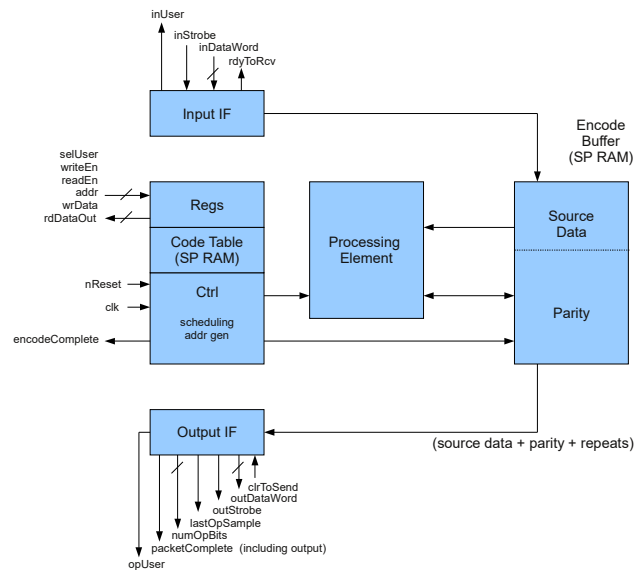 inUser
inStrobe
inDataWord
rdyToRcv
Input IF
Encode
Buffer
(SP RAM)
selUser
writeEn
readEn
addr
wrData
rdDataOut
Regs
Code Table
(SP RAM)
Ctrl
scheduling
addr gen
nReset
clk
encodeComplete
Processing
Element
Source
Data
Parity
Output IF
(source data + parity + repeats)
clrToSend
outDataWord
outStrobe
lastOpSample
numOpBits
packetComplete (including output)
opUser